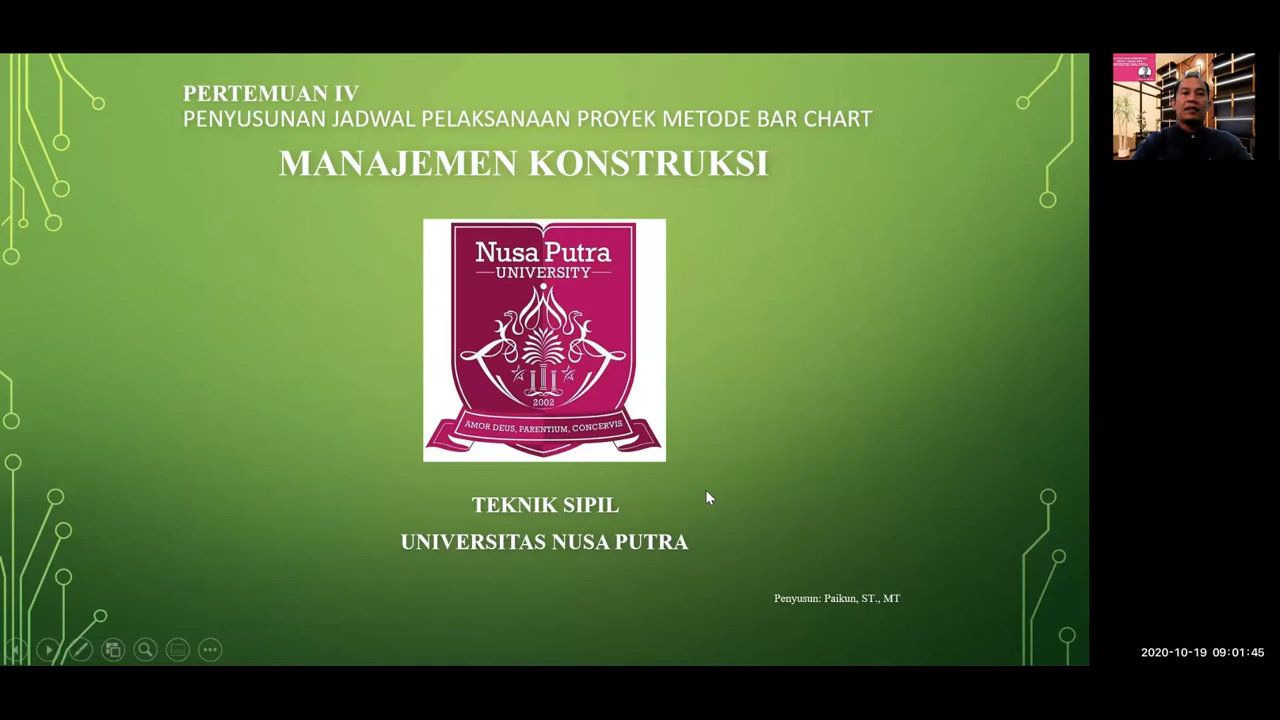 PERTEMUAN IV
PENYUSUNAN JADWAL PELAKSANAAN PROYEK METODE BAR CHART
MANAJEMEN KONSTRUKSI
Nusa Putra
UNIVERSITY
2002
AMOR DEUS, PARENTIUM, CONCERVIS
TEKNIK SIPIL
UNIVERSITAS NUSA PUTRA
Penyusun: Paikun, ST., MT
2020-10-19 09:01:45